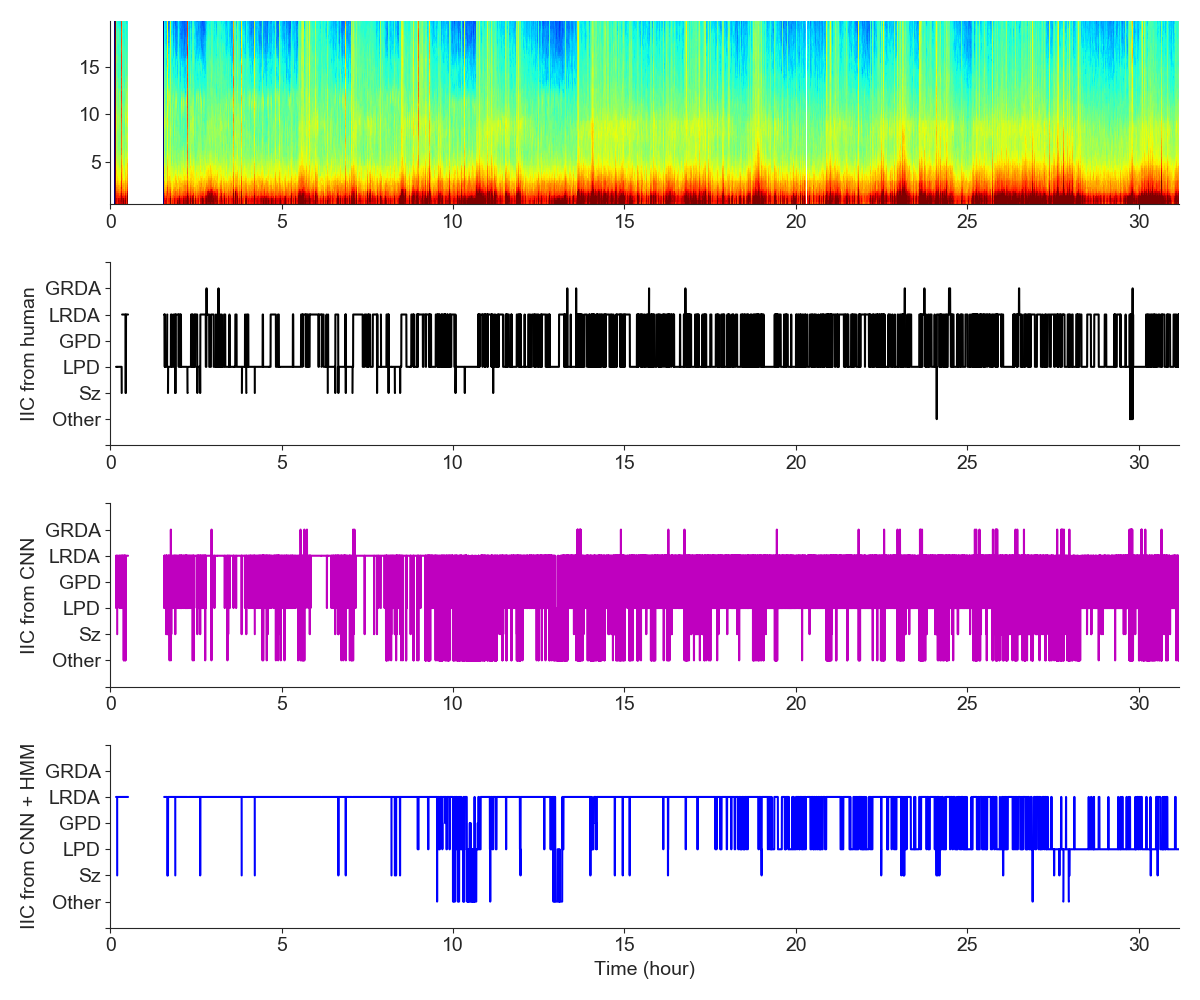 15
10
5
0 5 10 15 20 25 30
IIC from human
GRDA
LRDA
GPD
LPD
Sz
Other
0 5 10 15 20 25 30
IIC from CNN
GRDA
LRDA
GPD
LPD
Sz
Other
0 5 10 15 20 25 30
IIC from CNN + HMM
GRDA
LRDA
GPD
LPD
Sz
Other
0 5 10 15 20 25 30
Time (hour)